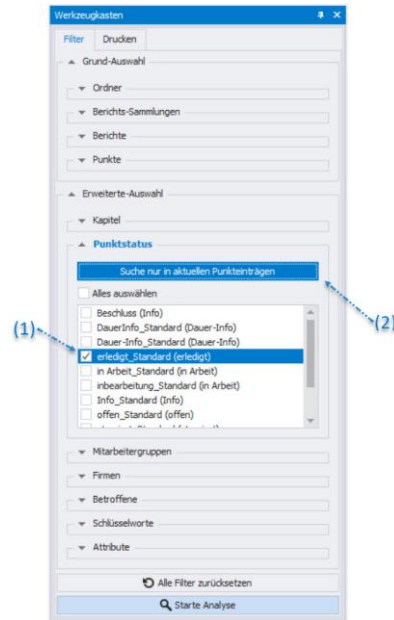 Werkzeugkasten
Filter Drucken
Grund-Auswahl
Ordner
Berichts-Sammlungen
Berichte
Punkte
Erweiterte-Auswahl
Kapitel
Punktstatus
Suche nur in aktuellen Punkteinträgen
Alles auswählen
(2)
Beschluss (Info)
DauerInfo_Standard (Dauer-Info)
Dauer-Info_Standard (Dauer-Info)
(1)
erledigt_Standard (erledigt)
in Arbeit_Standard (in Arbeit)
inbearbeitung_Standard (in Arbeit)
Info_Standard (Info)
offen_Standard (offen)
Mitarbeitergruppen
Firmen
Betroffene
Schlüsselworte
Attribute
Alle Filter zurücksetzen
Starte Analyse